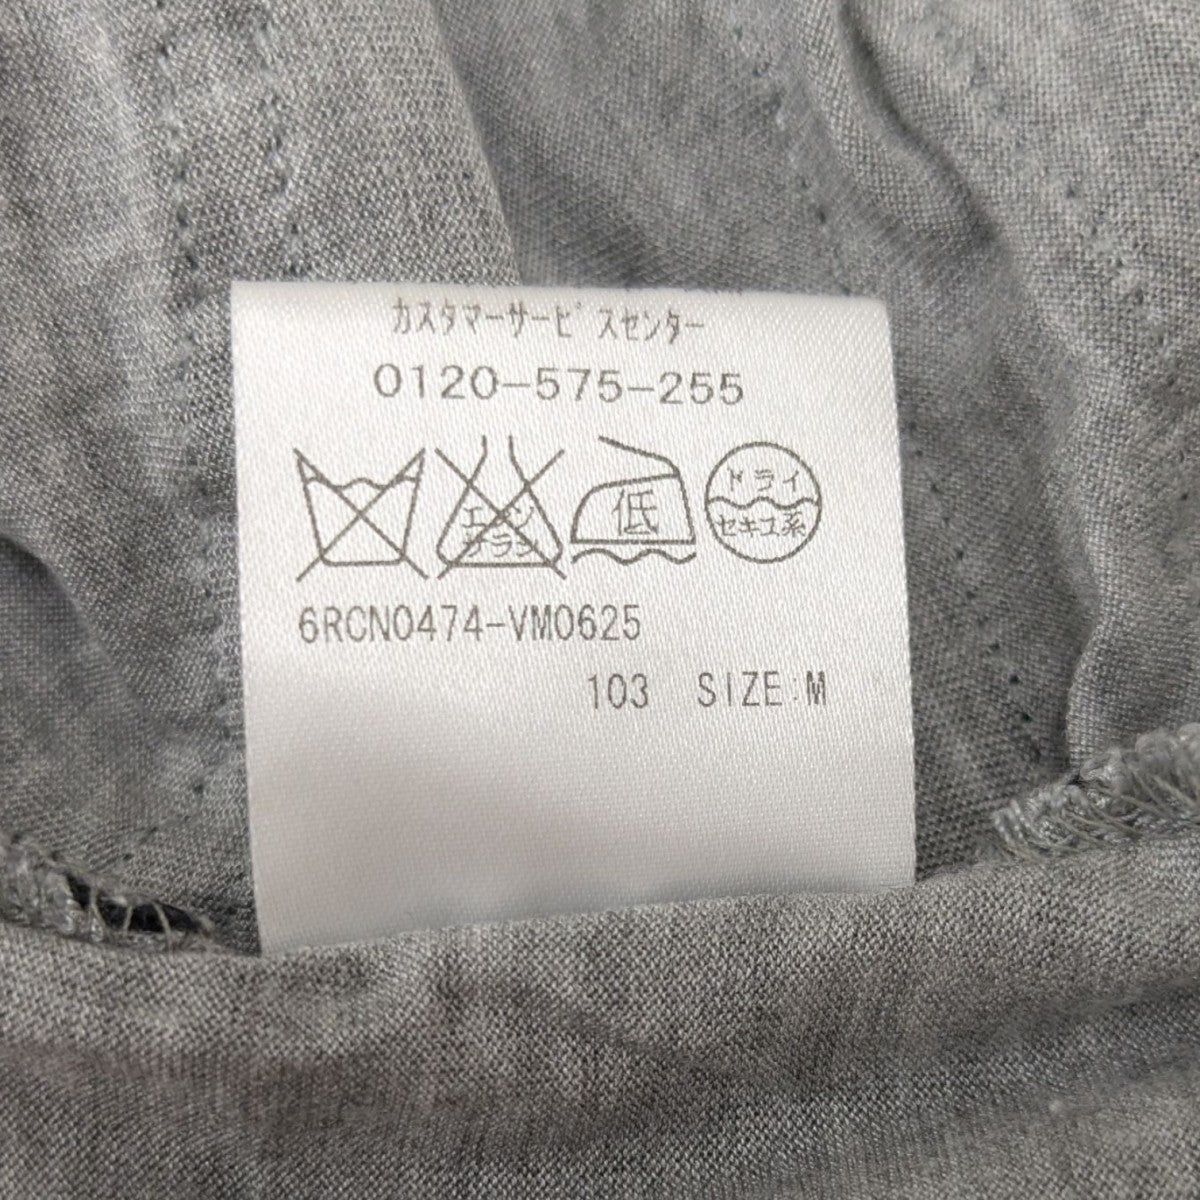 カスタマーサービスセンター
0120-575-255
エンソ
サラシ
低
ドライ
セキユ系
6RCN0474-VM0625
103 SIZE:M